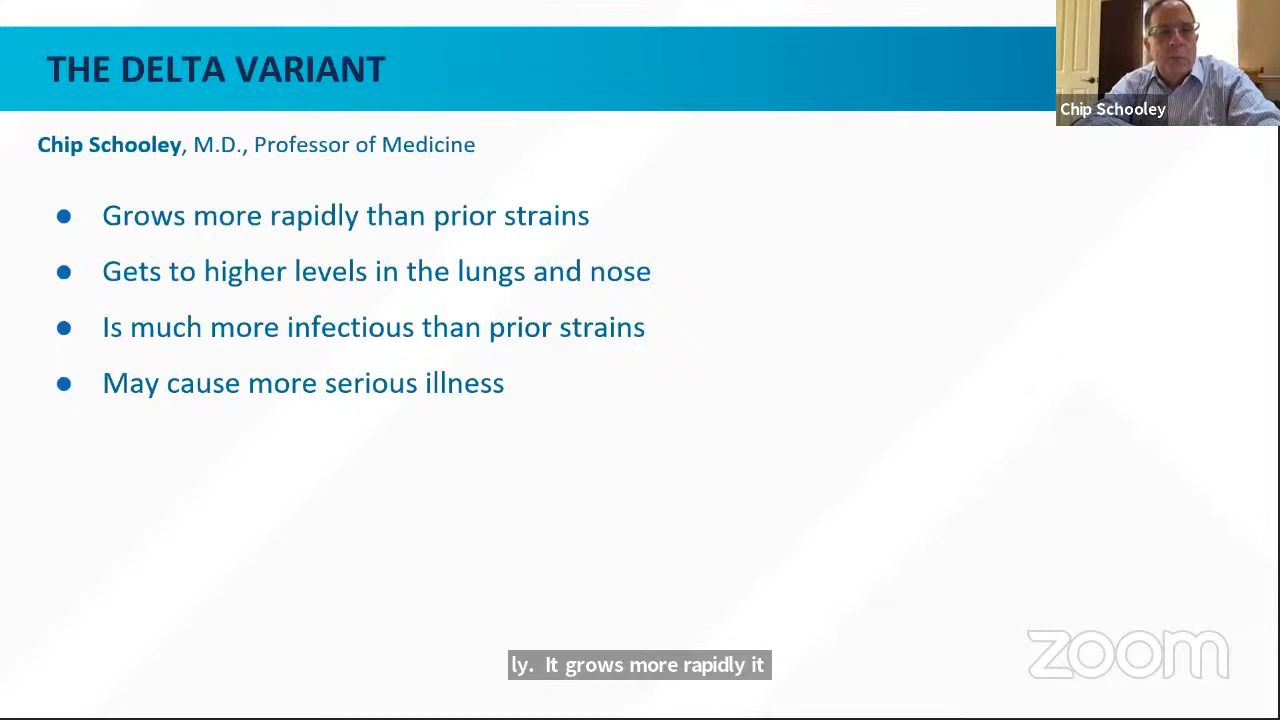 THE DELTA VARIANT
Chip Schooley
Chip Schooley, M.D., Professor of Medicine
● Grows more rapidly than prior strains
● Gets to higher levels in the lungs and nose
● Is much more infectious than prior strains
● May cause more serious illness
ly. It grows more rapidly it
zoom